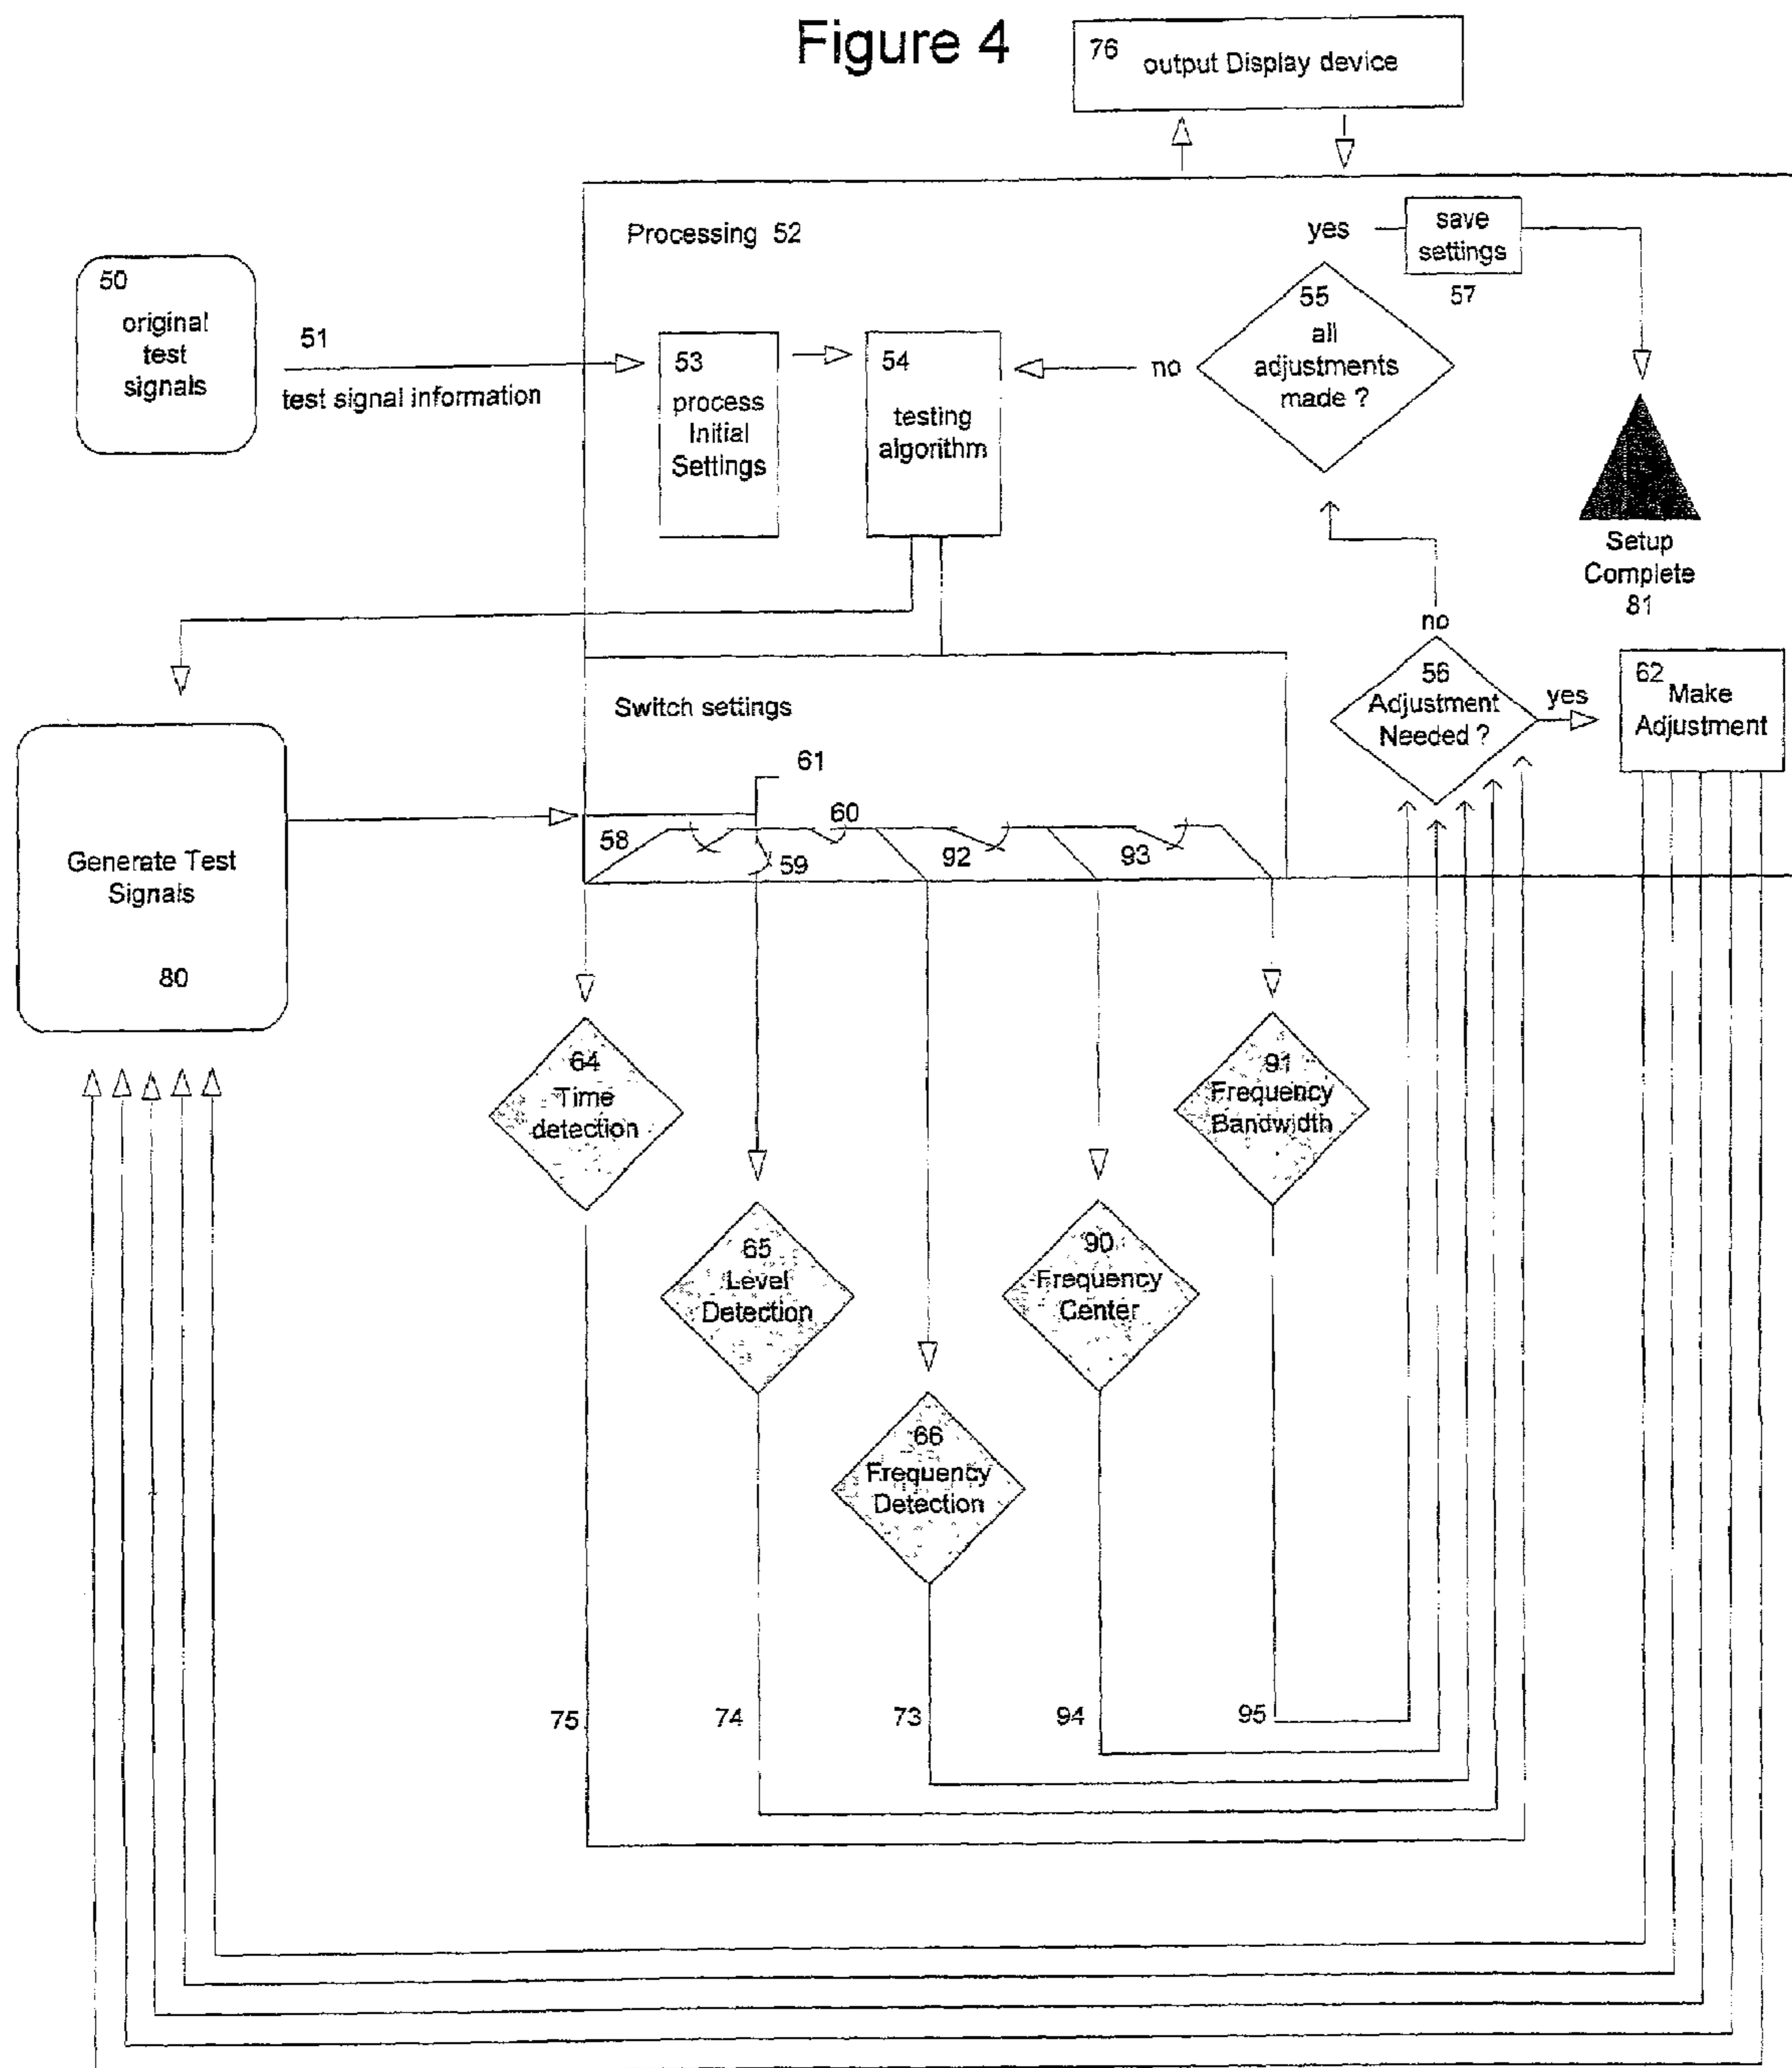 Figure 4
76 output Display device
Processing 52
yes
save
settings
57
50
original
test
signals
51
test signal information
53
process
Initial
Settings
54
testing
algorithm
no
55
all
adjustments
made ?
Setup
Complete
81
no
56
Adjustment
Needed ?
yes
62 Make
Adjustment
Switch settings
61
60
58
59
92
93
Generate Test
Signals
80
64
Time
detection
91
Frequency
Bandwidth
65
Level
Detection
90
Frequency
Center
66
Frequency
Detection
75
74
73
94
95